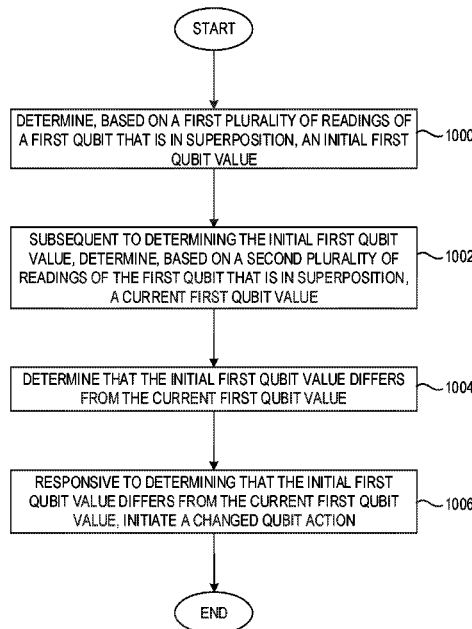 START
DETERMINE, BASED ON A FIRST PLURALITY OF READINGS OF
A FIRST QUBIT THAT IS IN SUPERPOSITION, AN INITIAL FIRST
QUBIT VALUE
1000
SUBSEQUENT TO DETERMINING THE INITIAL FIRST QUBIT
VALUE, DETERMINE, BASED ON A SECOND PLURALITY OF
READINGS OF THE FIRST QUBIT THAT IS IN SUPERPOSITION,
A CURRENT FIRST QUBIT VALUE
1002
DETERMINE THAT THE INITIAL FIRST QUBIT VALUE DIFFERS
FROM THE CURRENT FIRST QUBIT VALUE
1004
RESPONSIVE TO DETERMINING THAT THE INITIAL FIRST
QUBIT VALUE DIFFERS FROM THE CURRENT FIRST QUBIT
VALUE, INITIATE A CHANGED QUBIT ACTION
1006
END